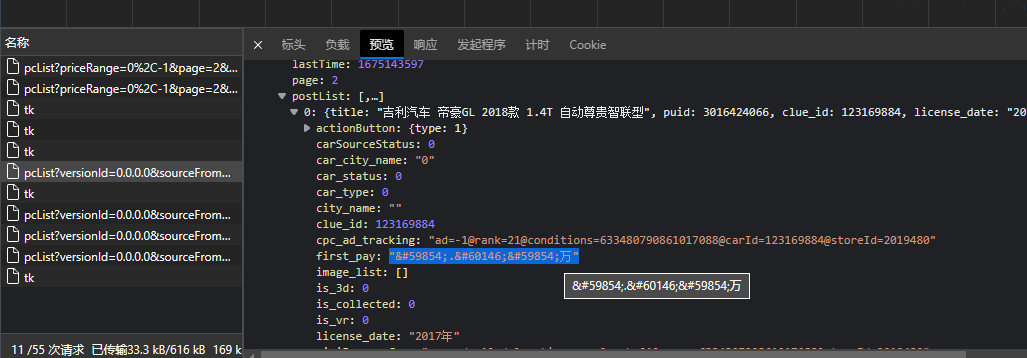 名称
× 标头 负载 预览 响应 发起程序 计时 Cookie
pcList?priceRange=0%2C-1&page=2&...
pcList?priceRange=0%2C-1&page=2&...
tk
tk
tk
pcList?versionId=0.0.0.0&sourceFrom...
tk
pcList?versionId=0.0.0.0&sourceFrom...
pcList?versionId=0.0.0.0&sourceFrom...
pcList?versionId=0.0.0.0&sourceFrom...
tk
11 /55 次请求 已传输33.3 kB/616 kB 169 k
lastTime: 1675143597
page: 2
postList: [,…]
0: {title: "吉利汽车 帝豪GL 2018款 1.4T 自动尊贵智联型", puid: 3016424066, clue_id: 123169884, license_date: "20
actionButton: {type: 1}
carSourceStatus: 0
car_city_name: "0"
car_status: 0
car_type: 0
city_name: ""
clue_id: 123169884
cpc_ad_tracking: "ad=-1@rank=21@conditions=633480790861017088@carId=123169884@storeId=2019480"
first_pay: "&#59854;.&#60146;&#59854;万"
&#59854;.&#60146;&#59854;万
image_list: []
is_3d: 0
is_collected: 0
is_vr: 0
license_date: "2017年"